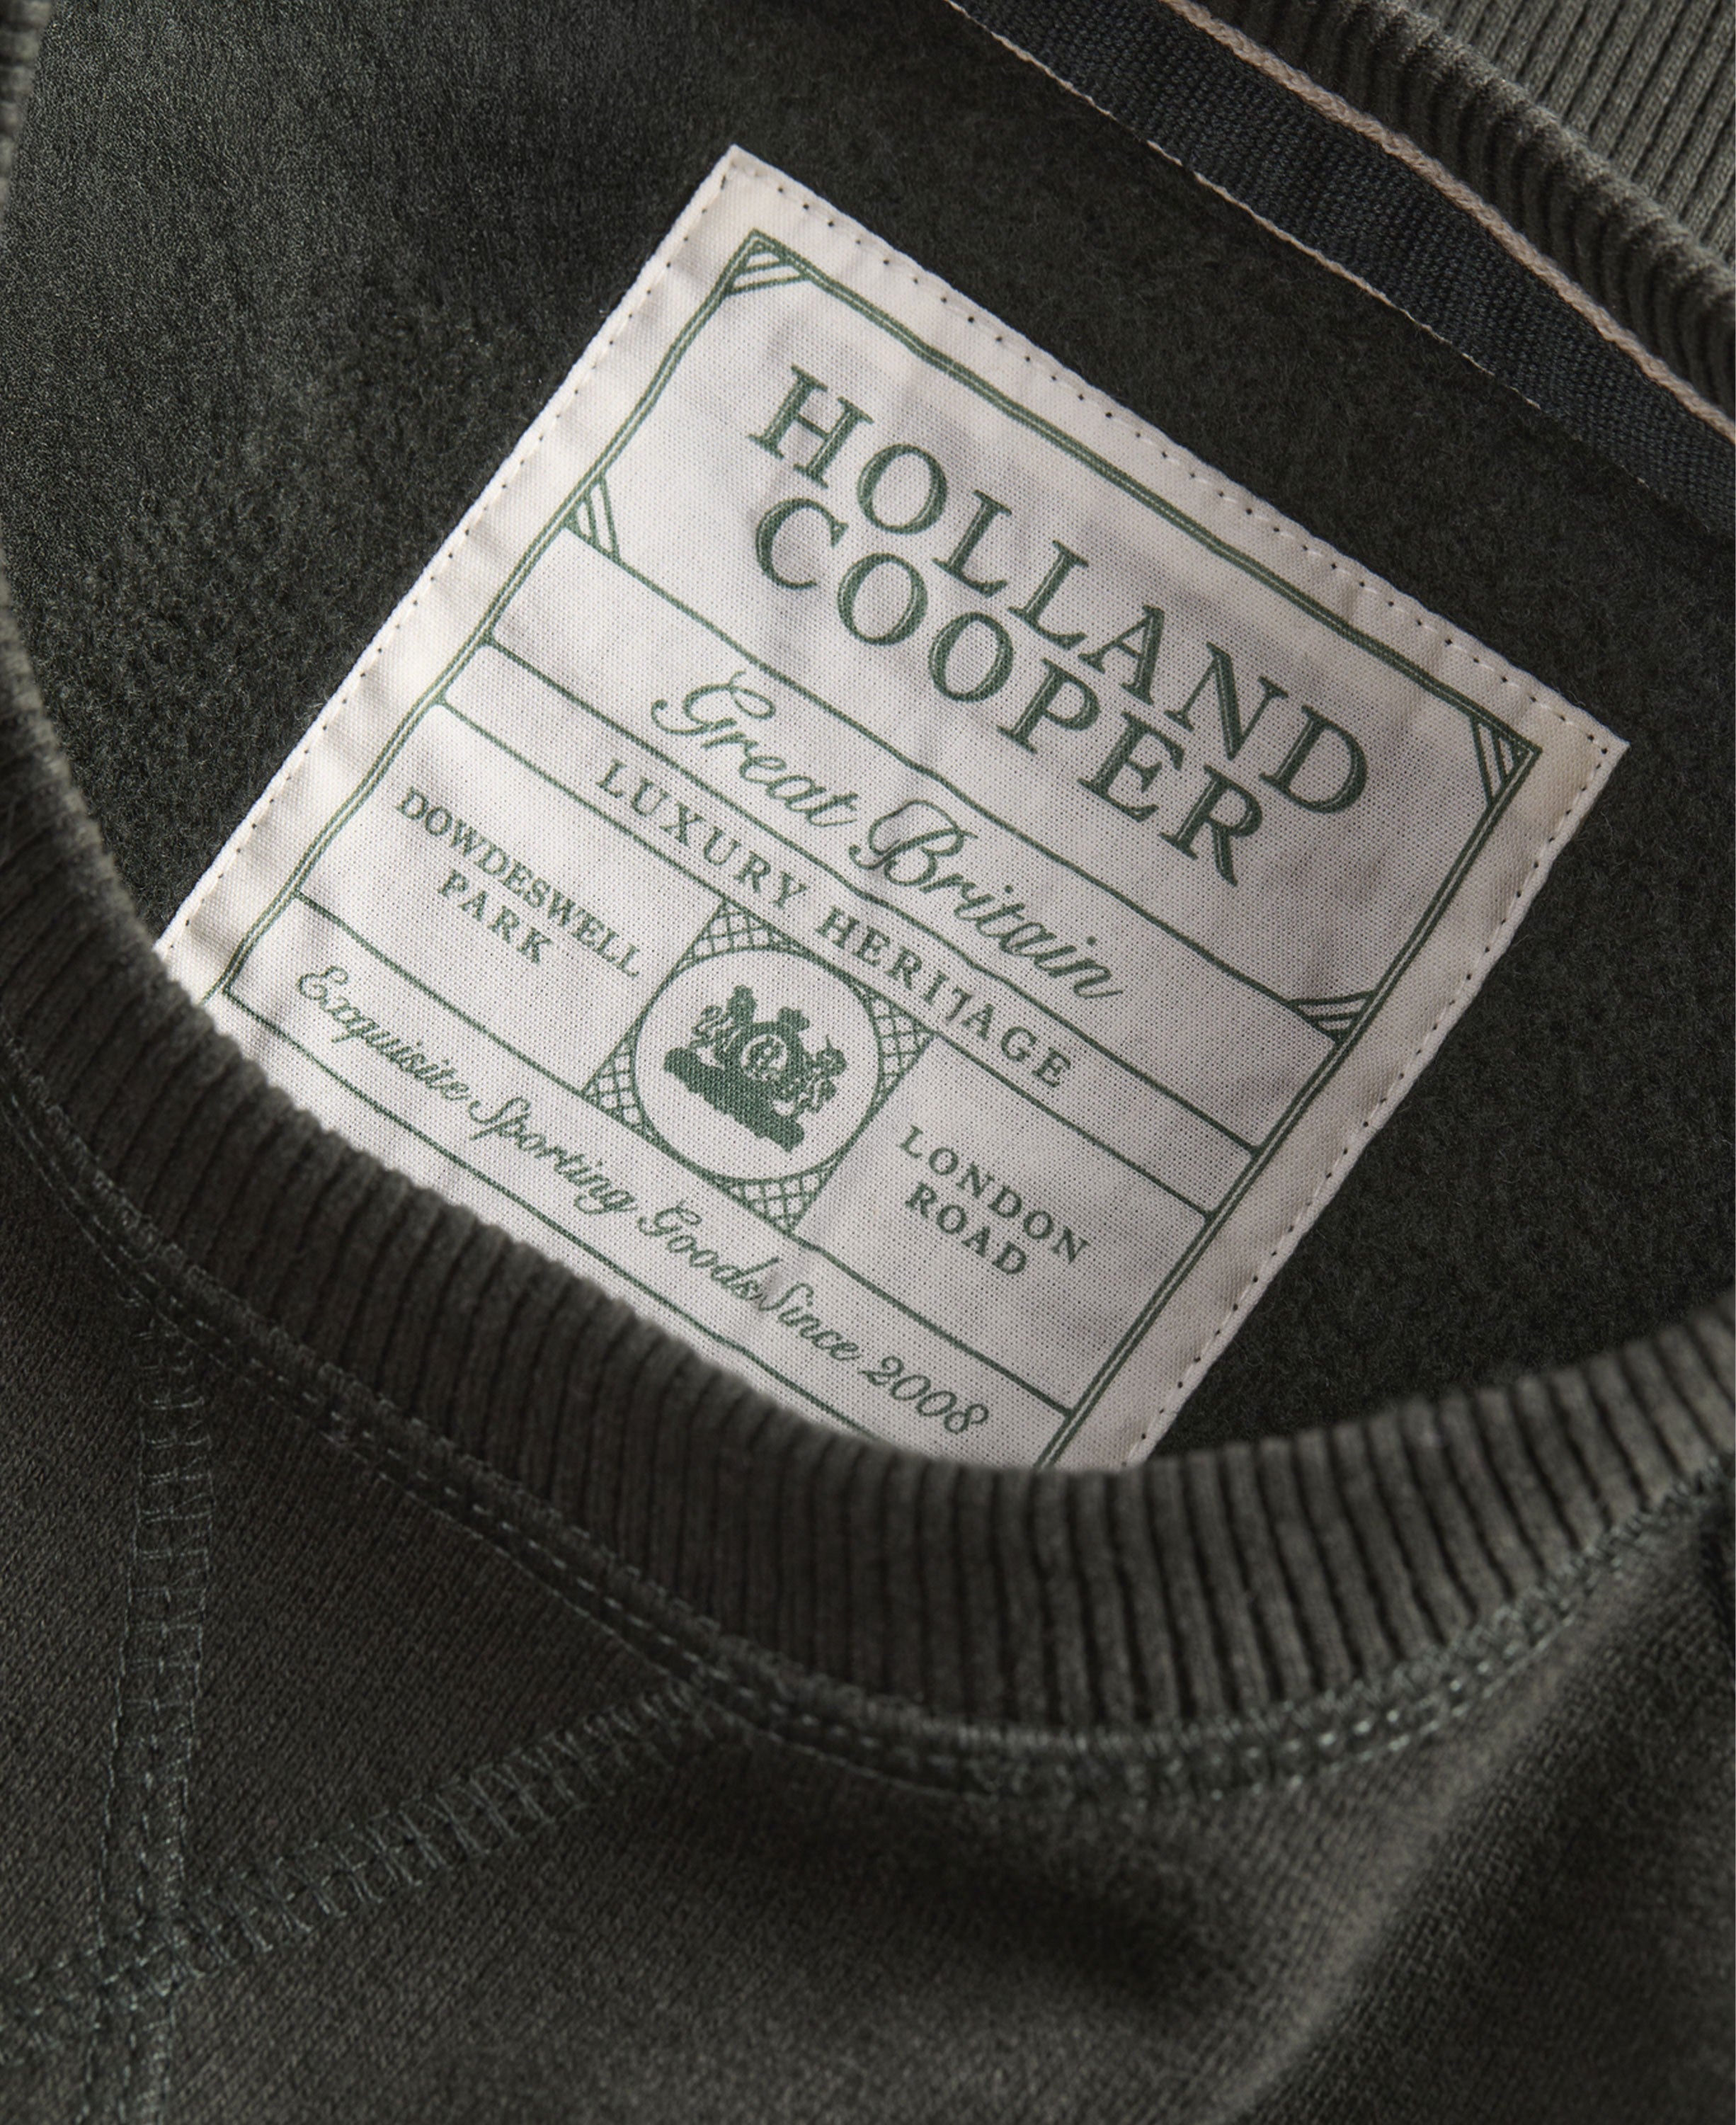 HOLLAND
COOPER
Great Britain
LUXURY HERITAGE
DOWDESWELL
PARK
LONDON
ROAD
Exquisite Sporting Goods Since 2008